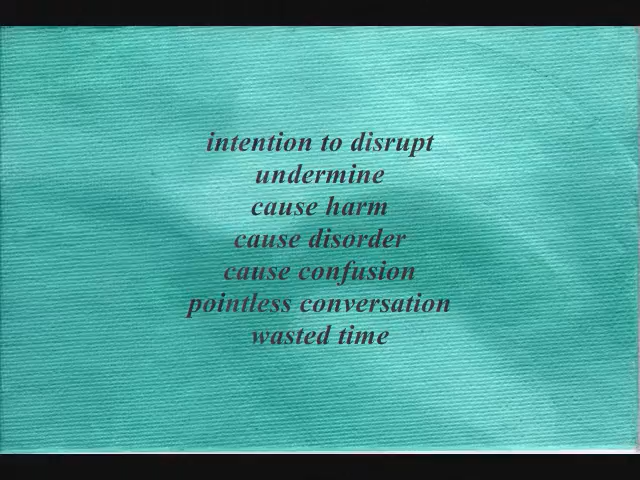 intention to disrupt
undermine
cause harm
cause disorder
cause confusion
pointless conversation
wasted time